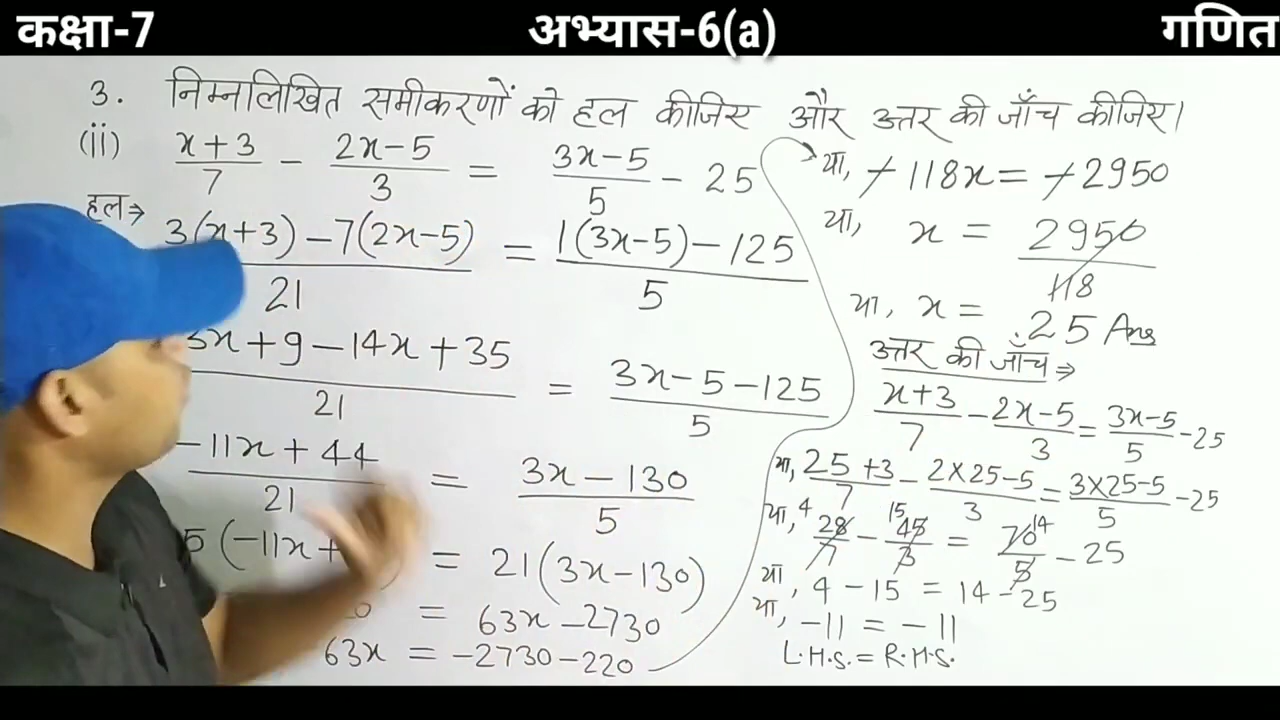 कक्षा-7 अभ्यास-6(a) गणित
3. निम्नलिखित समीकरणों को हल कीजिए और उत्तर की जाँच कीजिए।
(ii) (x+3)/7 - (2x-5)/3 = (3x-5)/5 - 25
हल⇒
(3(x+3)-7(2x-5))/21 = (1(3x-5)-125)/5
(3x+9-14x+35)/21 = (3x-5-125)/5
(-11x+44)/21 = (3x-130)/5
5(-11x+ = 21(3x-130)
= 63x-2730
63x = -2730-220
या, -118x = -2950
या, x = 2950/118
या, x = 25 Ans
उत्तर की जाँच⇒
(x+3)/7 - (2x-5)/3 = (3x-5)/5 - 25
या, (25+3)/7 - (2×25-5)/3 = (3×25-5)/5 - 25
4 15 14
या, 28/7 - 45/3 = 70/5 - 25
या, 4-15 = 14-25
या, -11 = -11
L.H.S. = R.H.S.